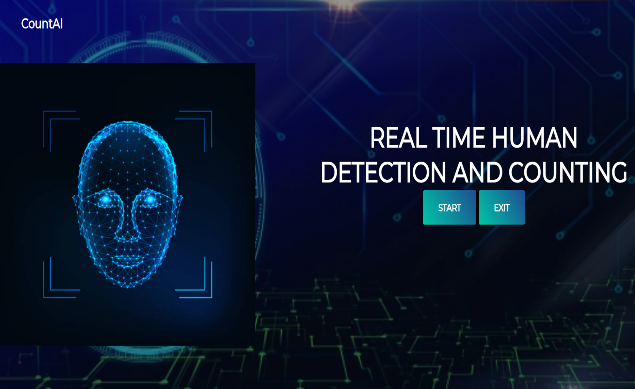 CountAI
REAL TIME HUMAN
DETECTION AND COUNTING
START
EXIT